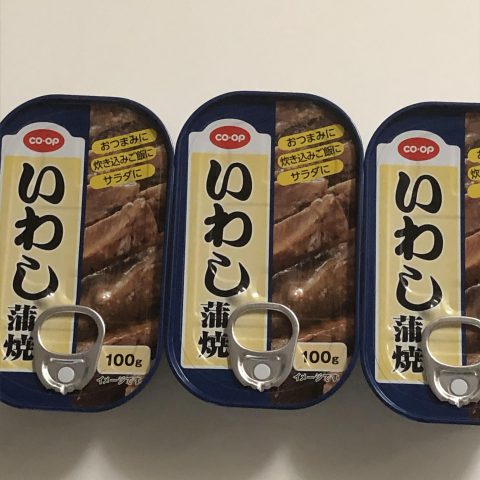 CO・OP
おつまみに
炊き込みご飯に
サラダに
いわし蒲焼
100g
イメージです
CO・OP
おつまみに
炊き込みご飯に
サラダに
いわし蒲焼
100g
イメージです
CO・OP
いわし蒲焼